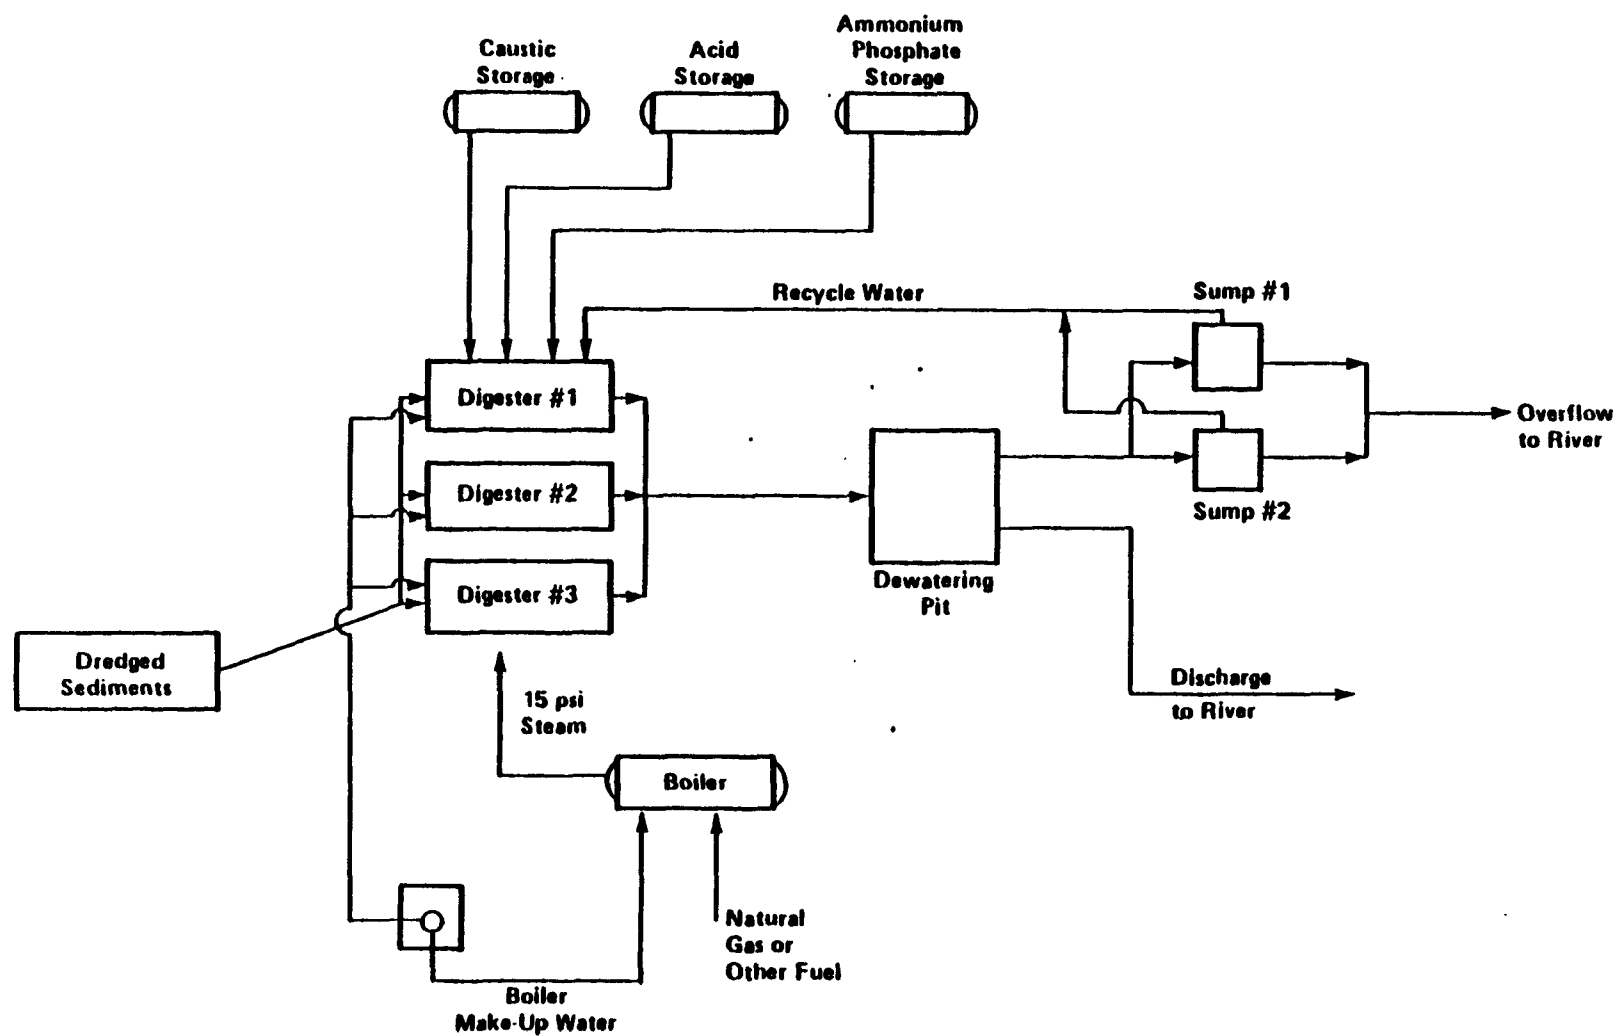 Caustic
Storage
Acid
Storage
Ammonium
Phosphate
Storage
Recycle Water
Sump #1
Digester #1
Overflow
to River
Digester #2
Sump #2
Digester #3
Dewatering
Pit
Dredged
Sediments
15 psi
Steam
Discharge
to River
Boiler
Natural
Gas or
Other Fuel
Boiler
Make-Up Water